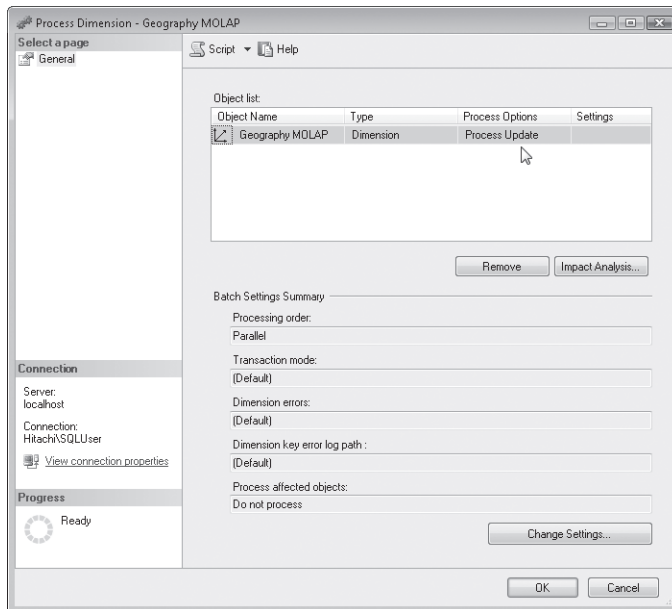 Process Dimension - Geography MOLAP
Select a page
General
Script Help
Object list:
Object Name Type Process Options Settings
Geography MOLAP Dimension Process Update
Remove Impact Analysis...
Batch Settings Summary
Processing order:
Parallel
Transaction mode:
(Default)
Dimension errors:
(Default)
Dimension key error log path :
(Default)
Process affected objects:
Do not process
Change Settings...
Connection
Server:
localhost
Connection:
Hitachi\SQLUser
View connection properties
Progress
Ready
OK Cancel